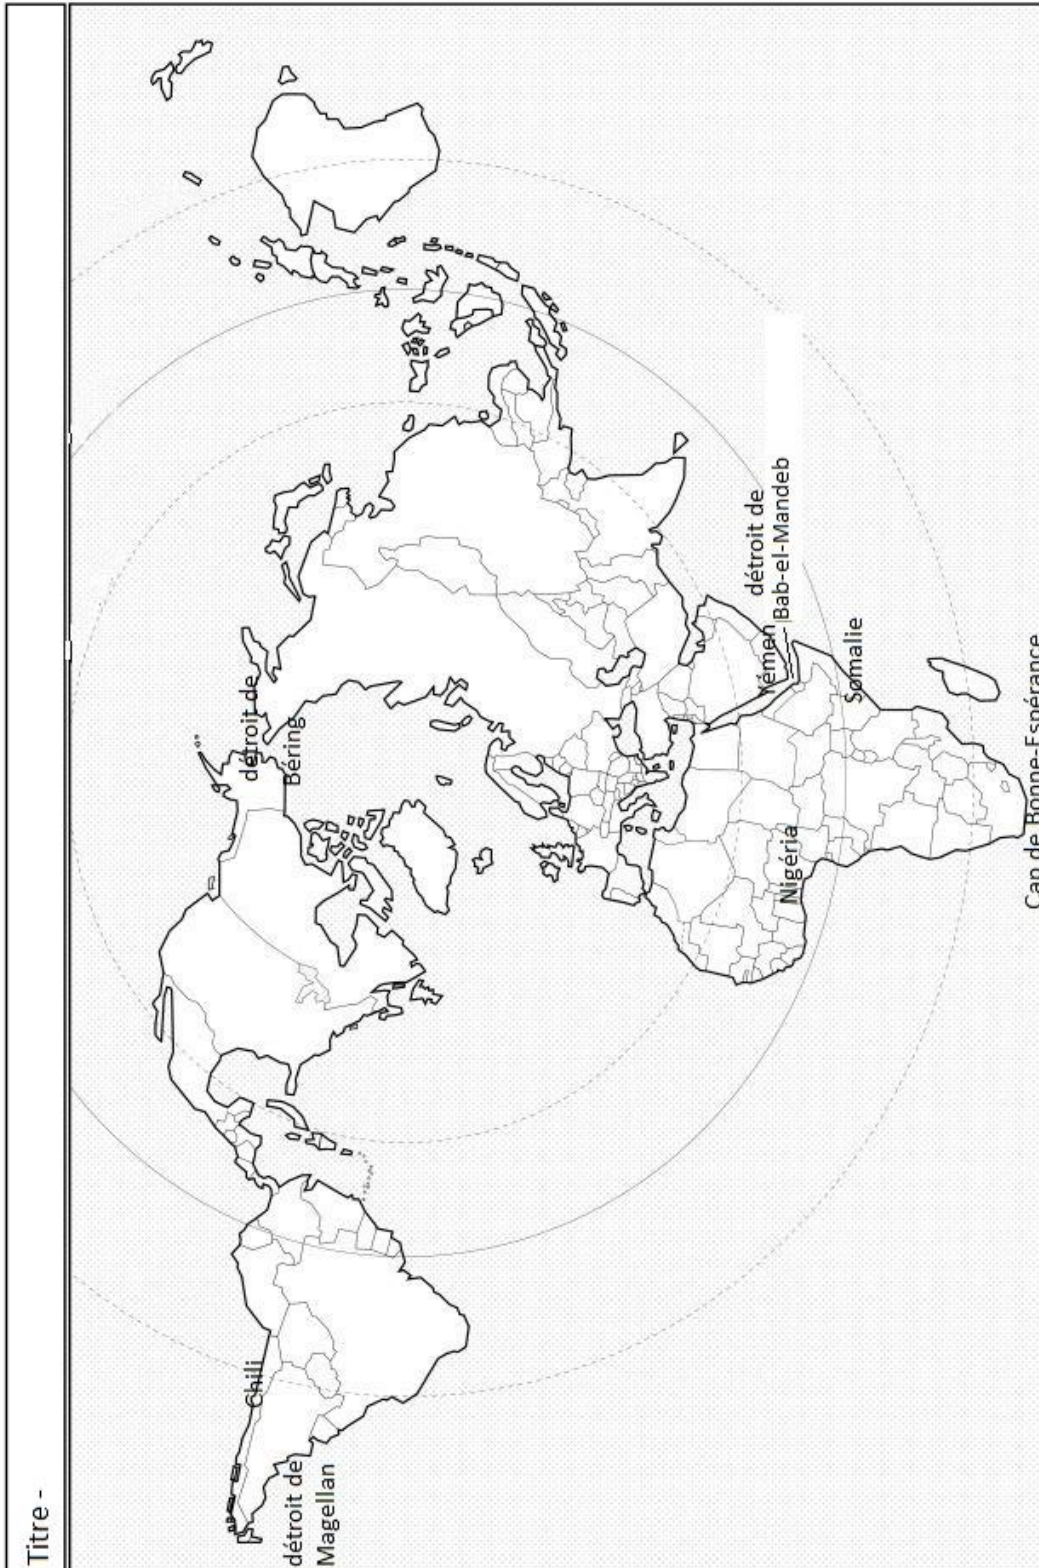 Titre -
détroit de
Béring
Chili
détroit de
Magellan
détroit de
Bab-el-Mandeb
Yémen
Somalie
Nigéria
Cap de Bonne-Espérance